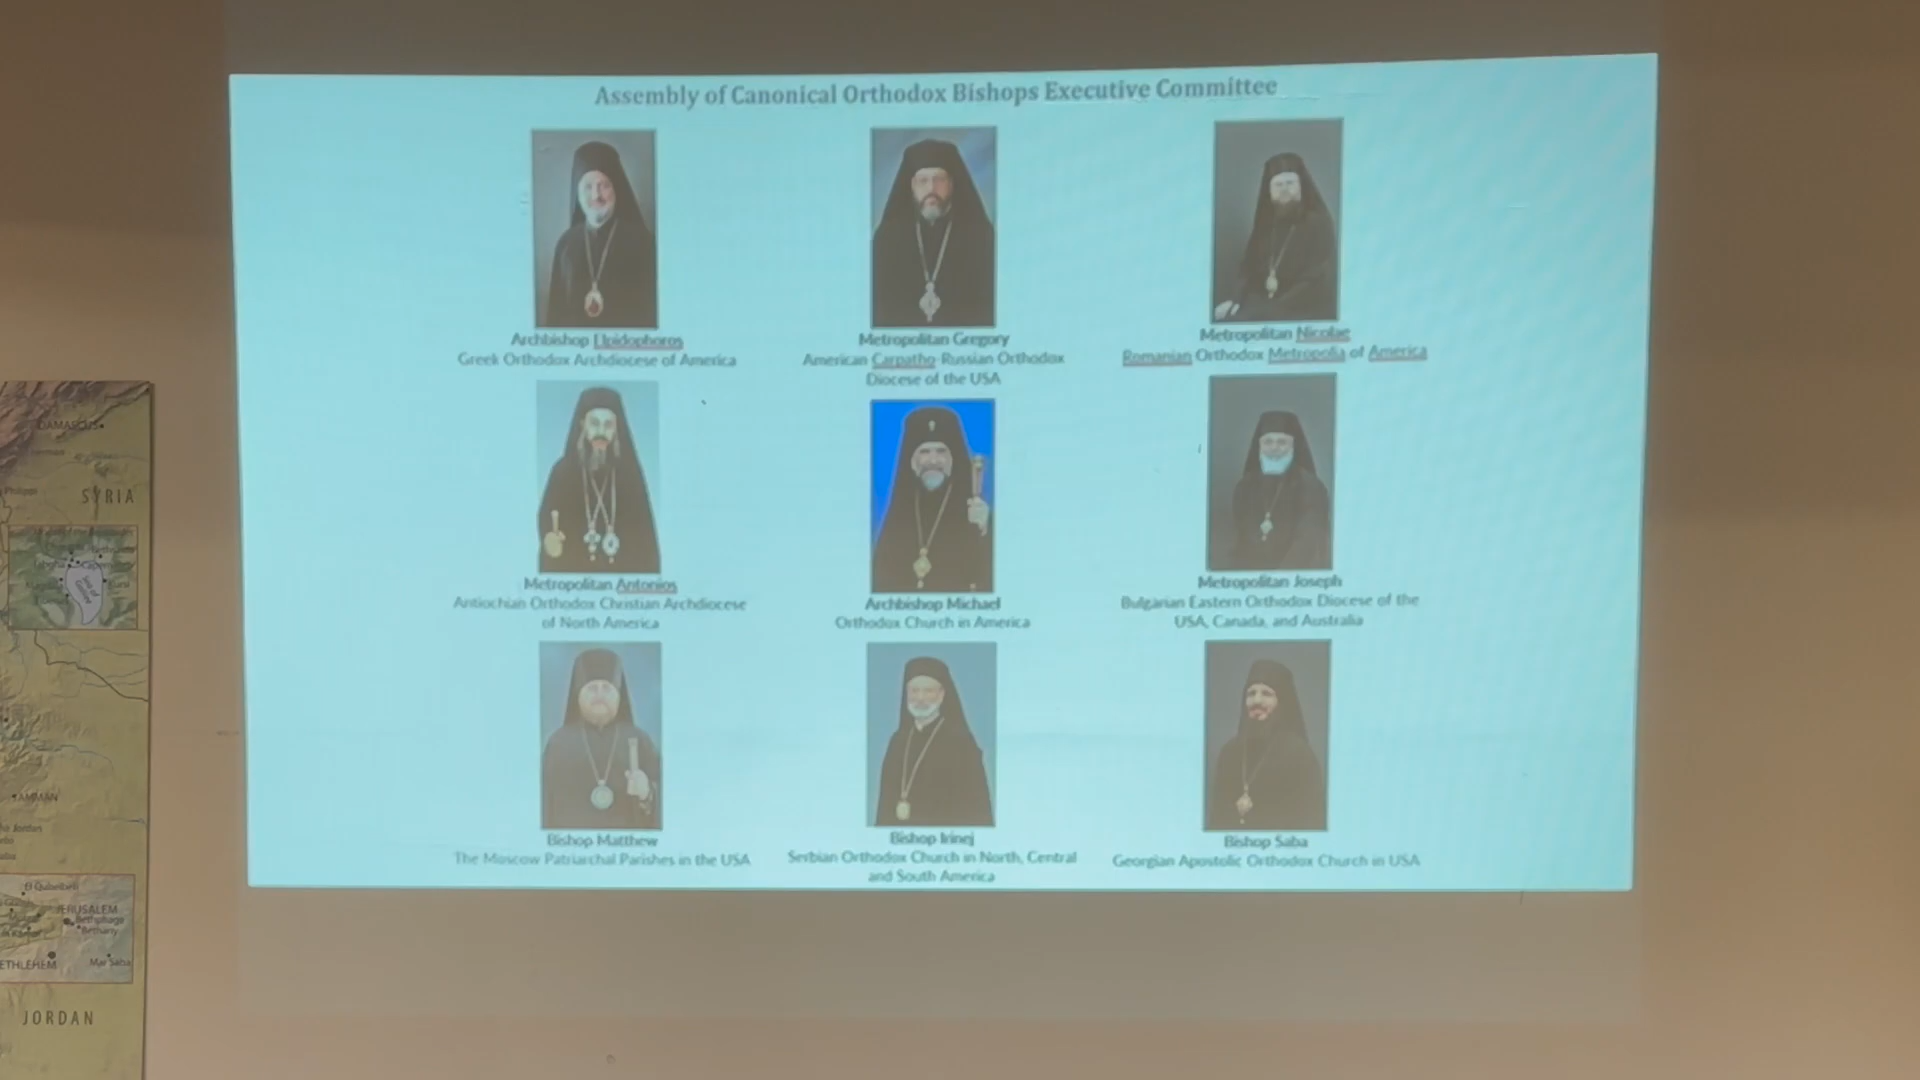 Assembly of Canonical Orthodox Bishops Executive Committee
Archbishop Elpidophoros
Greek Orthodox Archdiocese of America
Metropolitan Gregory
American Carpatho-Russian Orthodox
Diocese of the USA
Metropolitan Nicolae
Romanian Orthodox Metropolia of America
Metropolitan Antonios
Antiochian Orthodox Christian Archdiocese
of North America
Archbishop Michael
Orthodox Church in America
Metropolitan Joseph
Bulgarian Eastern Orthodox Diocese of the
USA, Canada, and Australia
Bishop Matthew
The Moscow Patriarchal Parishes in the USA
Bishop Irinej
Serbian Orthodox Church in North, Central
and South America
Bishop Saba
Georgian Apostolic Orthodox Church in USA
DAMASCUS
SYRIA
AMMAN
JERUSALEM
Bethphage
Bethany
ETHLEHEM
Mar Saba
JORDAN